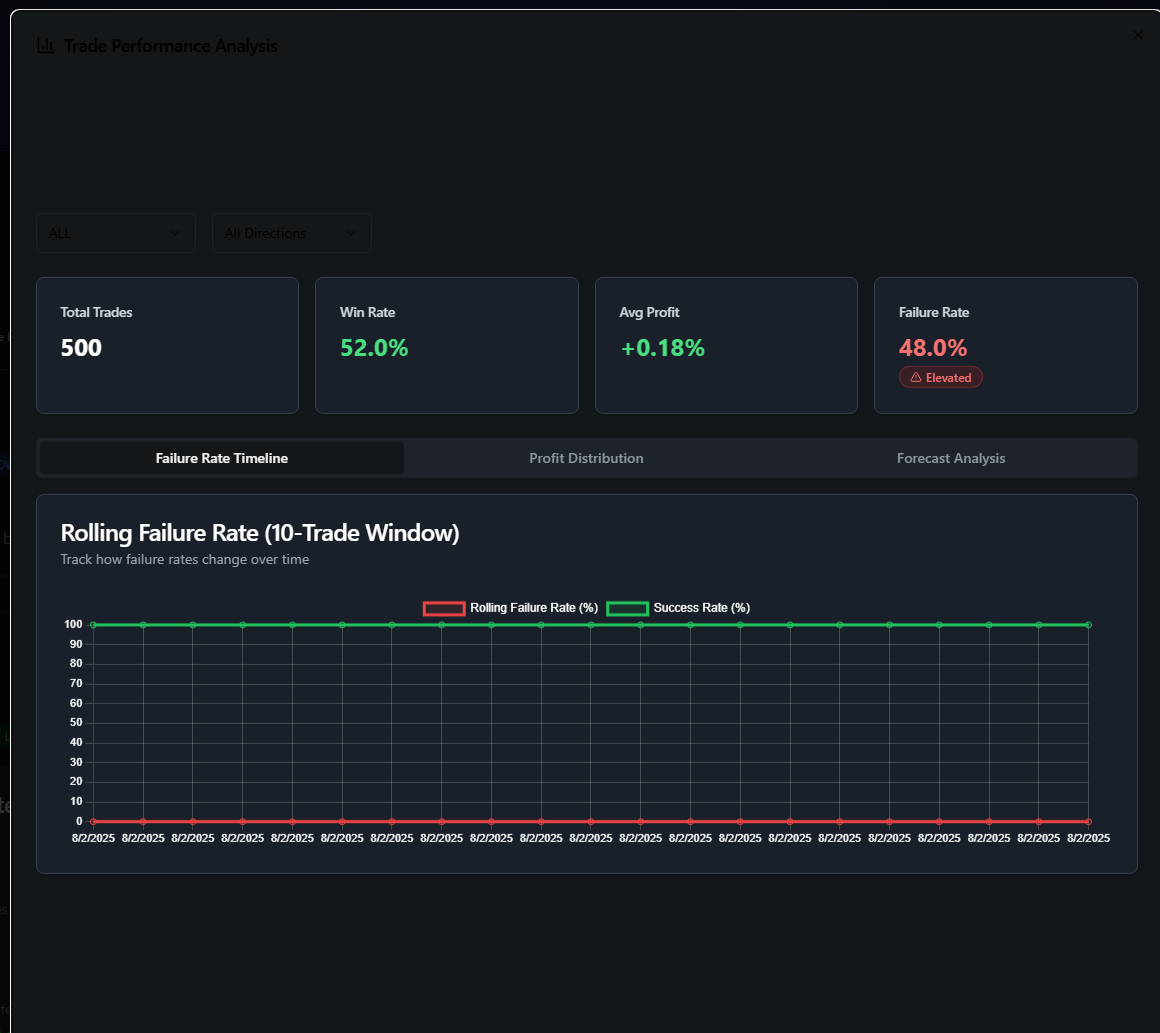 Trade Performance Analysis
ALL
All Directions
Total Trades
500
Win Rate
52.0%
Avg Profit
+0.18%
Failure Rate
48.0%
Elevated
Failure Rate Timeline
Profit Distribution
Forecast Analysis
Rolling Failure Rate (10-Trade Window)
Track how failure rates change over time
Rolling Failure Rate (%)
Success Rate (%)
100
90
80
70
60
50
40
30
20
10
0
8/2/2025 8/2/2025 8/2/2025 8/2/2025 8/2/2025 8/2/2025 8/2/2025 8/2/2025 8/2/2025 8/2/2025 8/2/2025 8/2/2025 8/2/2025 8/2/2025 8/2/2025 8/2/2025 8/2/2025 8/2/2025 8/2/2025 8/2/2025 8/2/2025